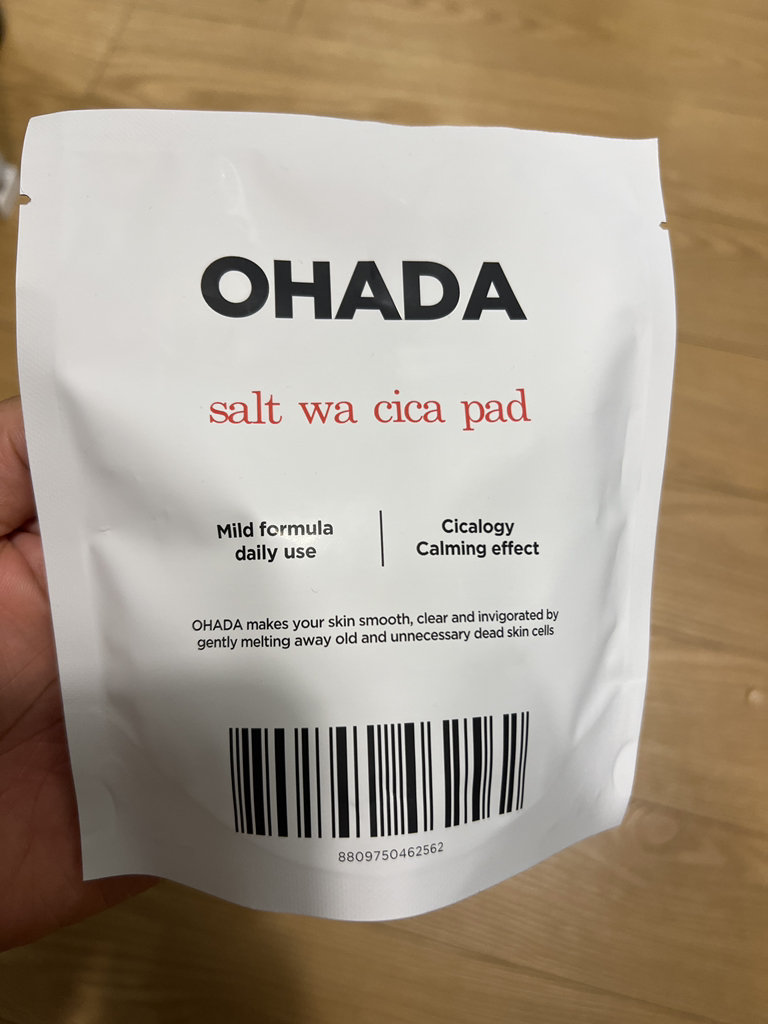 OHADA
salt wa cica pad
Mild formula
daily use
Cicalogy
Calming effect
OHADA makes your skin smooth, clear and invigorated by
gently melting away old and unnecessary dead skin cells
8809750462562